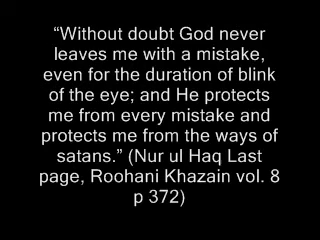 “Without doubt God never
leaves me with a mistake,
even for the duration of blink
of the eye; and He protects
me from every mistake and
protects me from the ways of
satans.” (Nur ul Haq Last
page, Roohani Khazain vol. 8
p 372)